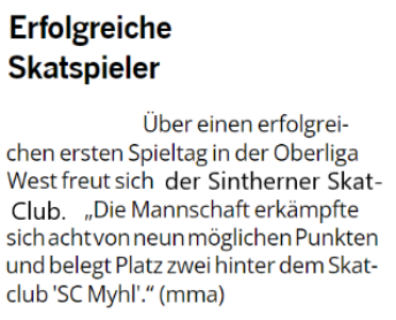 Erfolgreiche
Skatspieler
Über einen erfolgrei-
chen ersten Spieltag in der Oberliga
West freut sich der Sintherner Skat-
Club. „Die Mannschaft erkämpfte
sich acht von neun möglichen Punkten
und belegt Platz zwei hinter dem Skat-
club 'SC Myhl'.“ (mma)